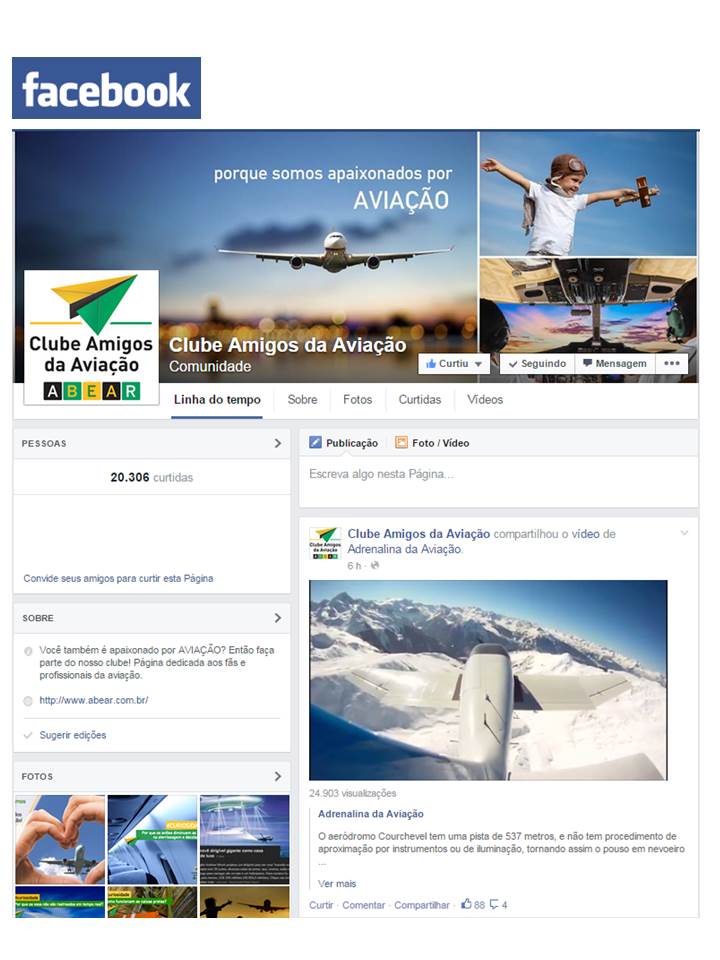 facebook
porque somos apaixonados por
AVIAÇÃO
Clube Amigos
da Aviação
ABEAR
Clube Amigos da Aviação
Comunidade
Curtiu
Seguindo
Mensagem
Linha do tempo
Sobre
Fotos
Curtidas
Vídeos
PESSOAS
20.306 curtidas
Convide seus amigos para curtir esta Página
SOBRE
Você também é apaixonado por AVIAÇÃO? Então faça
parte do nosso clube! Página dedicada aos fãs e
profissionais da aviação.
http://www.abear.com.br/
Sugerir edições
FOTOS
Publicação
Foto / Vídeo
Escreva algo nesta Página...
Clube Amigos
da Aviação
ABEAR
Clube Amigos da Aviação compartilhou o vídeo de
Adrenalina da Aviação.
6 h ·
24.903 visualizações
Adrenalina da Aviação
O aeródromo Courchevel tem uma pista de 537 metros, e não tem procedimento de
aproximação por instrumentos ou de iluminação, tornando assim o pouso em nevoeiro
...
Ver mais
Curtir · Comentar · Compartilhar · 88 4